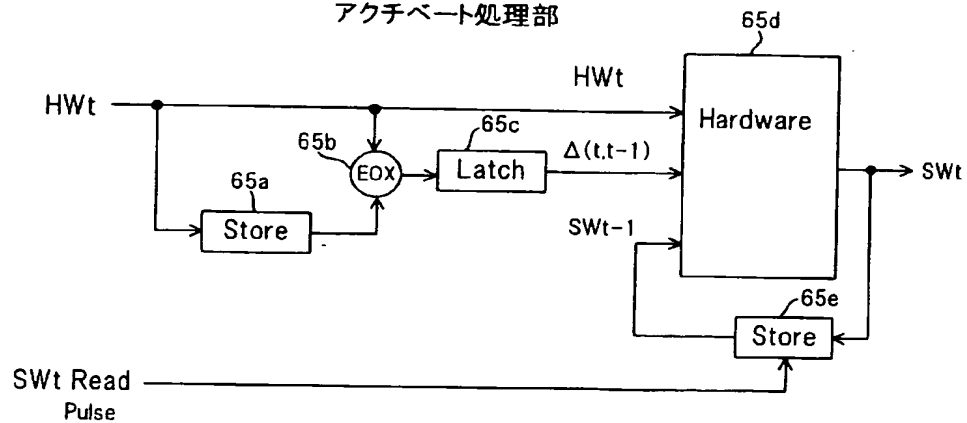 アクチベート処理部
65d
HWt
HWt
Hardware
65b
65c
EOX
Latch
Δ(t,t-1)
SWt
65a
Store
SWt-1
65e
Store
SWt Read
Pulse